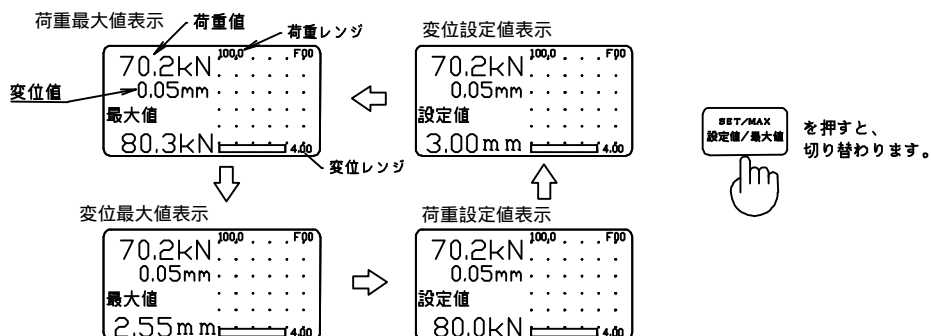 荷重最大値表示
荷重値
荷重レンジ
70.2kN
100,0
F00
0.05mm
変位値
最大値
80.3kN
4.00
変位レンジ
変位設定値表示
70.2kN
100,0
F00
0.05mm
設定値
3.00mm
4.00
SET/MAX
設定値/最大値
を押すと、
切り替わります。
変位最大値表示
70.2kN
100,0
F00
0.05mm
最大値
2.55mm
4.00
荷重設定値表示
70.2kN
100,0
F00
0.05mm
設定値
80.0kN
4.00